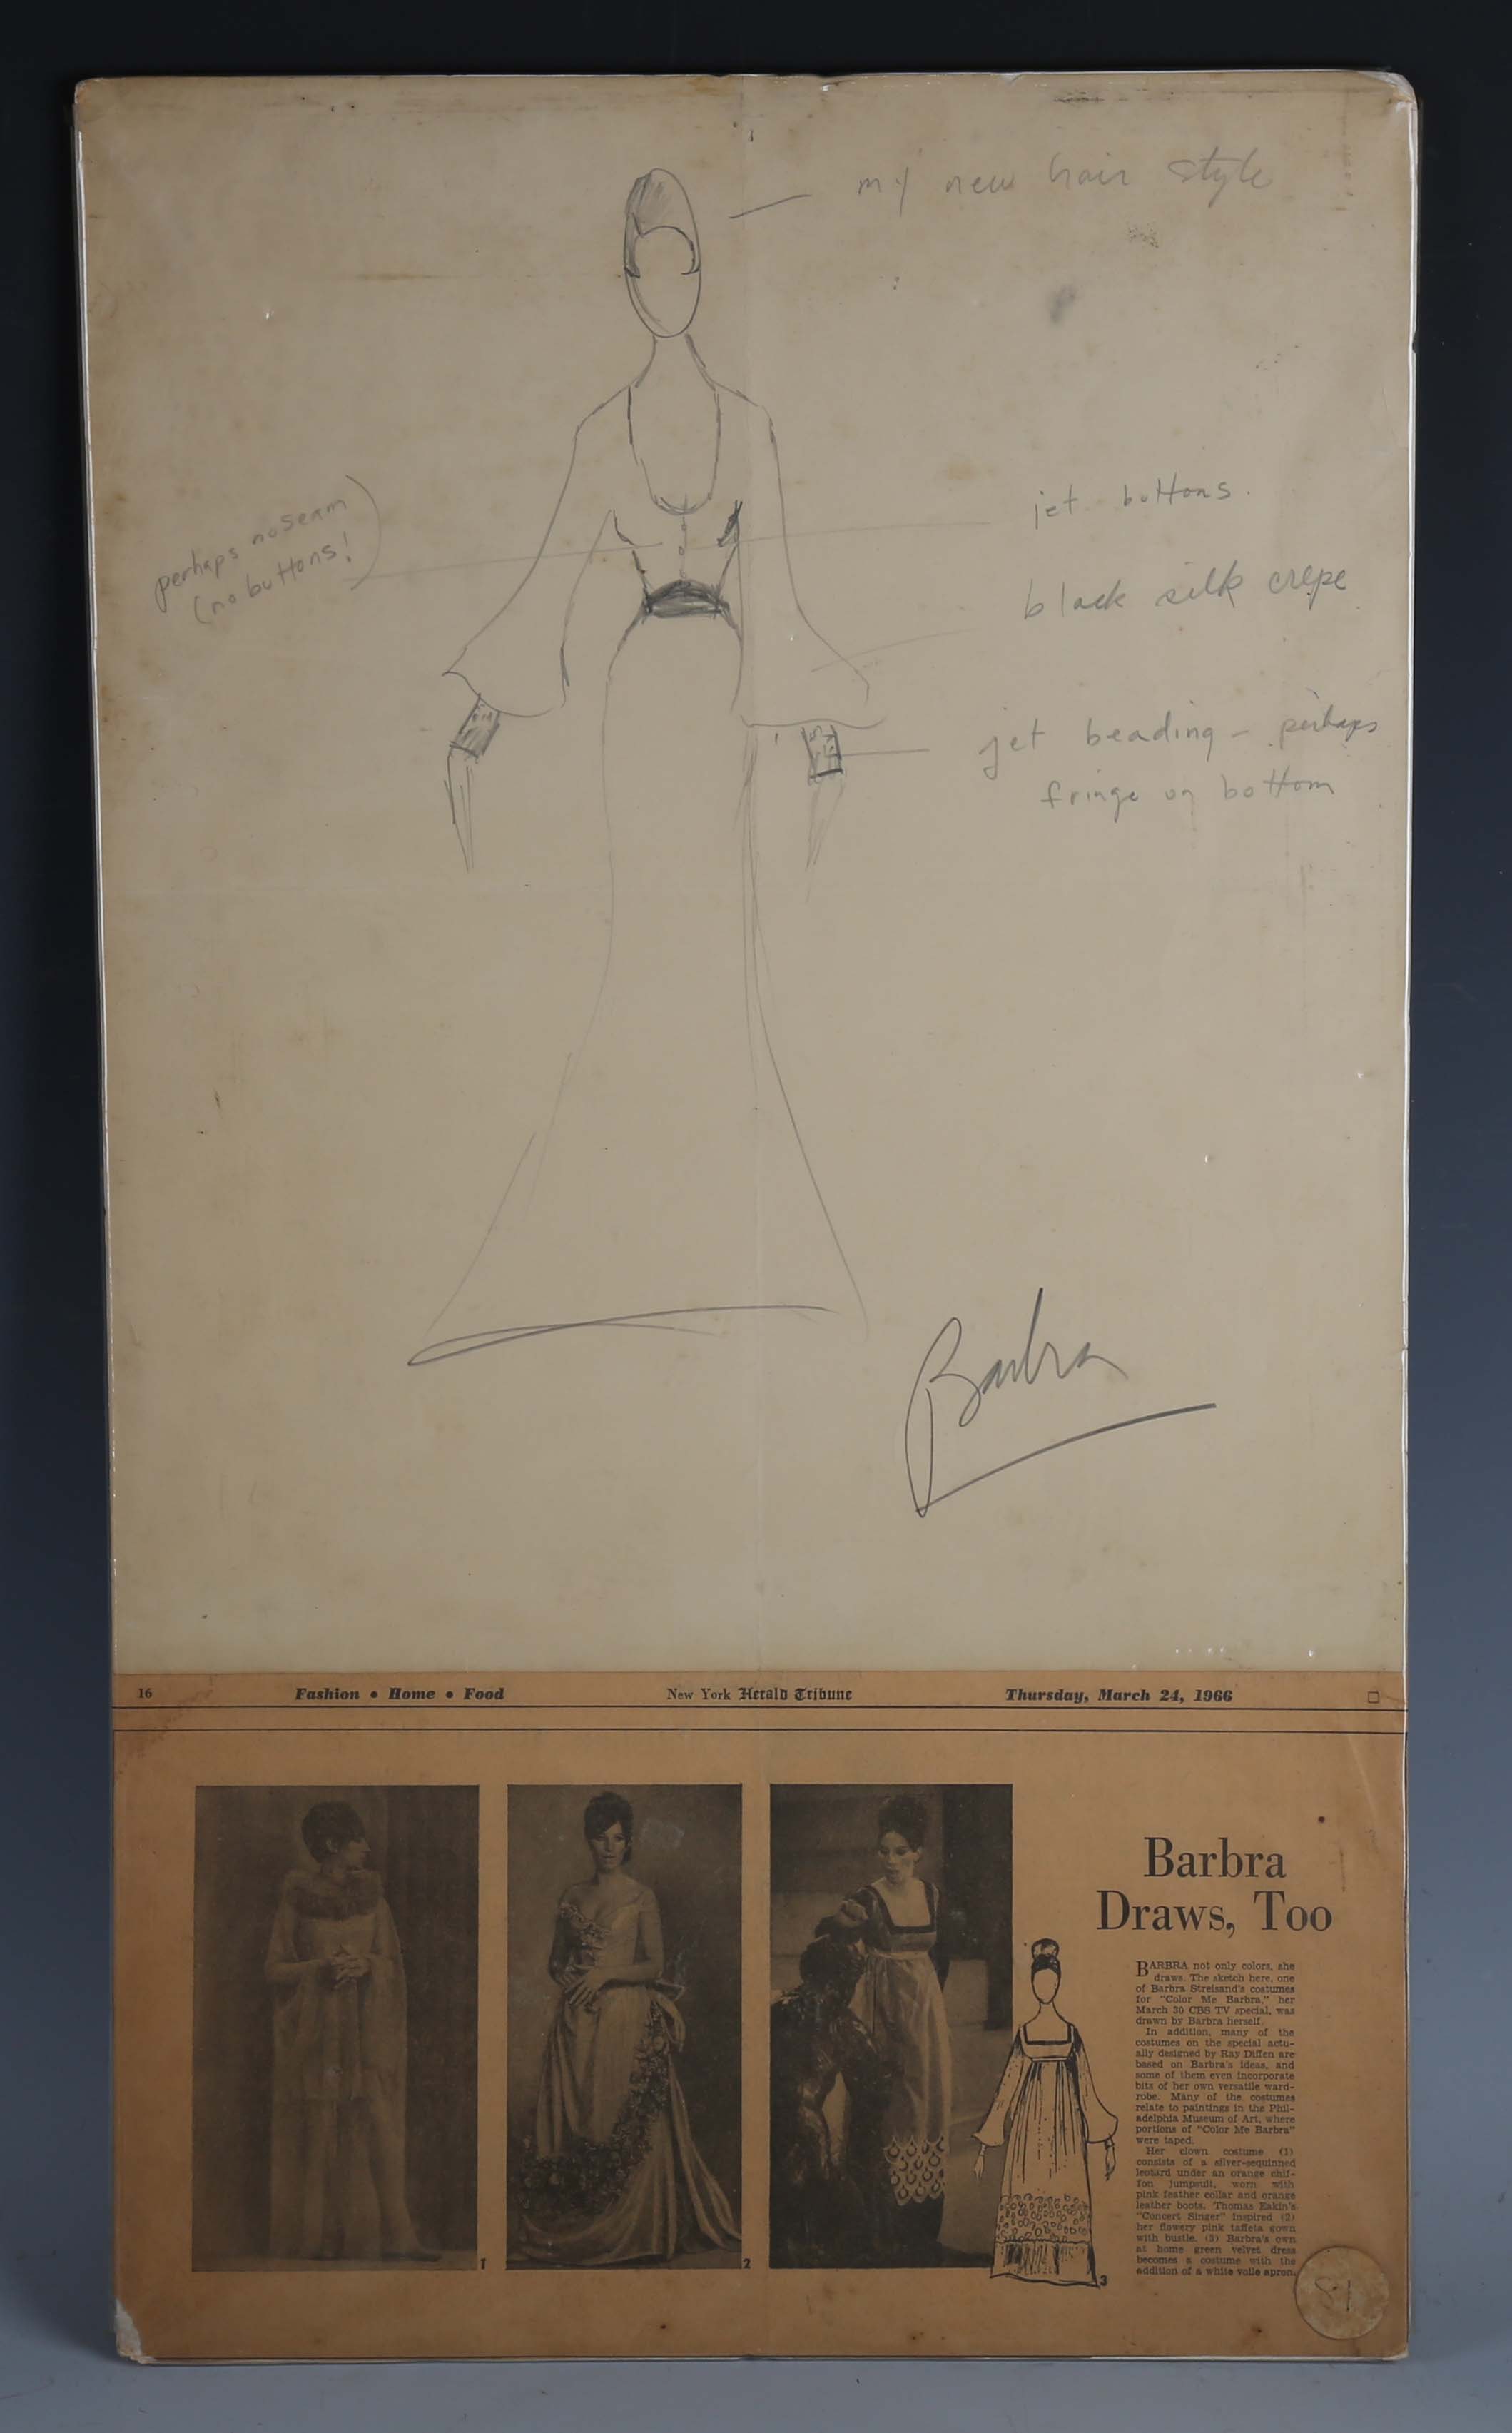 my new hair style
perhaps no seam
(no buttons!)
jet buttons.
black silk crepe
jet beading - perhaps
fringe on bottom
Barbra
16
Fashion • Home • Food
New York Herald Tribune
Thursday, March 24, 1966
Barbra
Draws, Too
BARBRA not only colors, she
draws. The sketch here, one
of Barbra Streisand's costumes
for "Color Me Barbra," her
March 30 CBS TV special, was
drawn by Barbra herself.
In addition, many of the
costumes on the special actu-
ally designed by Ray Diffen are
based on Barbra's ideas, and
some of them even incorporate
bits of her own versatile ward-
robe. Many of the costumes
relate to paintings in the Phil-
adelphia Museum of Art, where
portions of "Color Me Barbra"
were taped.
Her clown costume (1)
consists of a silver-sequinned
leotard under an orange chif-
fon jumpsuit, worn with
pink feather collar and orange
leather boots. Thomas Eakin's
"Concert Singer" inspired (2)
her flowery pink taffeta gown
with bustle. (3) Barbra's own
at home green velvet dress
becomes a costume with the
addition of a white voile apron.
1
2
3